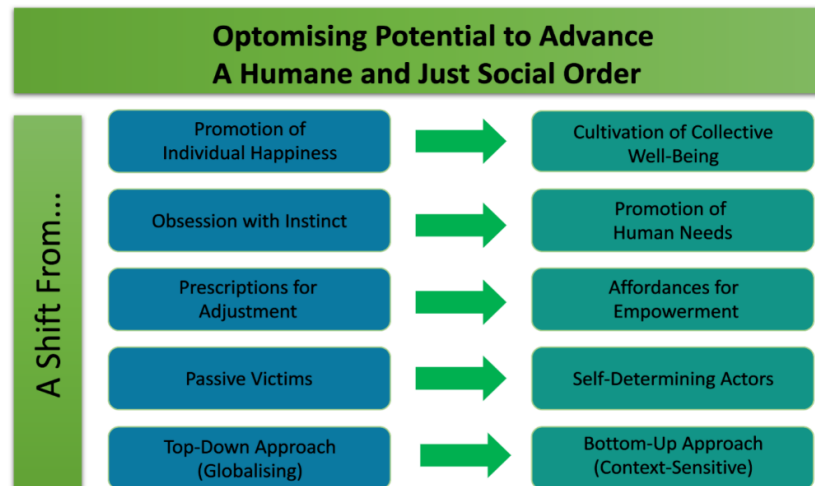 Optomising Potential to Advance
A Humane and Just Social Order
A Shift From...
Promotion of
Individual Happiness
Cultivation of Collective
Well-Being
Obsession with Instinct
Promotion of
Human Needs
Prescriptions for
Adjustment
Affordances for
Empowerment
Passive Victims
Self-Determining Actors
Top-Down Approach
(Globalising)
Bottom-Up Approach
(Context-Sensitive)